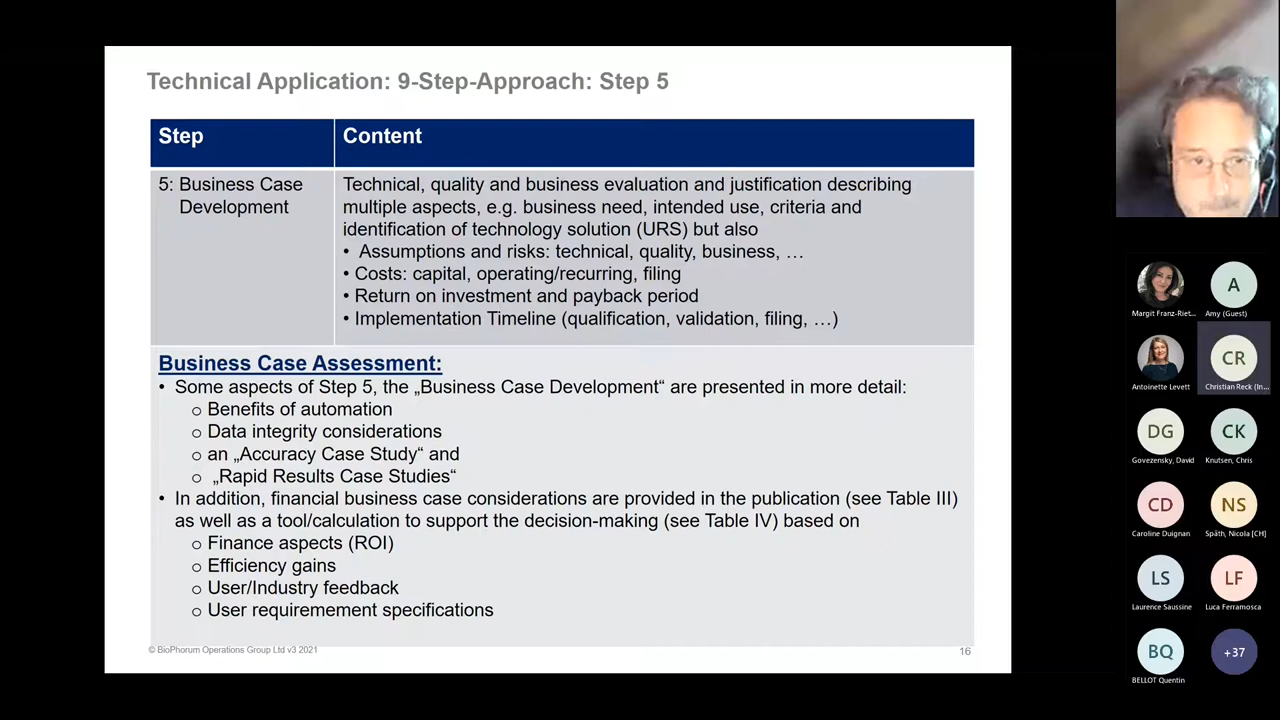 Technical Application: 9-Step-Approach: Step 5
Step
Content
5: Business Case
Development
Technical, quality and business evaluation and justification describing
multiple aspects, e.g. business need, intended use, criteria and
identification of technology solution (URS) but also
• Assumptions and risks: technical, quality, business, …
• Costs: capital, operating/recurring, filing
• Return on investment and payback period
• Implementation Timeline (qualification, validation, filing, …)
Business Case Assessment:
• Some aspects of Step 5, the „Business Case Development“ are presented in more detail:
o Benefits of automation
o Data integrity considerations
o an „Accuracy Case Study“ and
o „Rapid Results Case Studies“
• In addition, financial business case considerations are provided in the publication (see Table III)
as well as a tool/calculation to support the decision-making (see Table IV) based on
o Finance aspects (ROI)
o Efficiency gains
o User/Industry feedback
o User requiremement specifications
© BioPhorum Operations Group Ltd v3 2021
16
Margit Franz-Riet...
A
Amy (Guest)
Antoinette Levett
CR
Christian Reck (In...
DG
Govezensky, David
CK
Knutsen, Chris
CD
Caroline Duignan
NS
Späth, Nicola [CH]
LS
Laurence Saussine
LF
Luca Ferramosca
BQ
BELLOT Quentin
+37